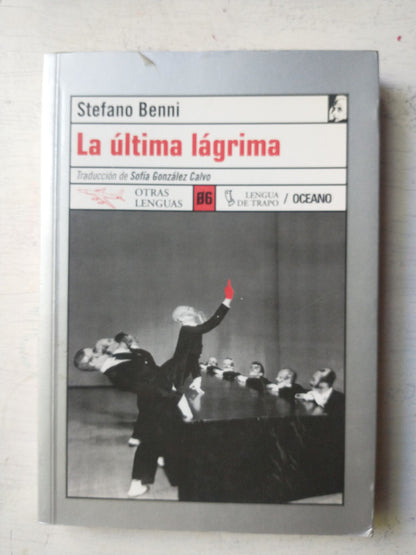 Stefano Benni
La última lágrima
Traducción de Sofía González Calvo
OTRAS
LENGUAS
86
LENGUA
DE TRAPO / OCEANO